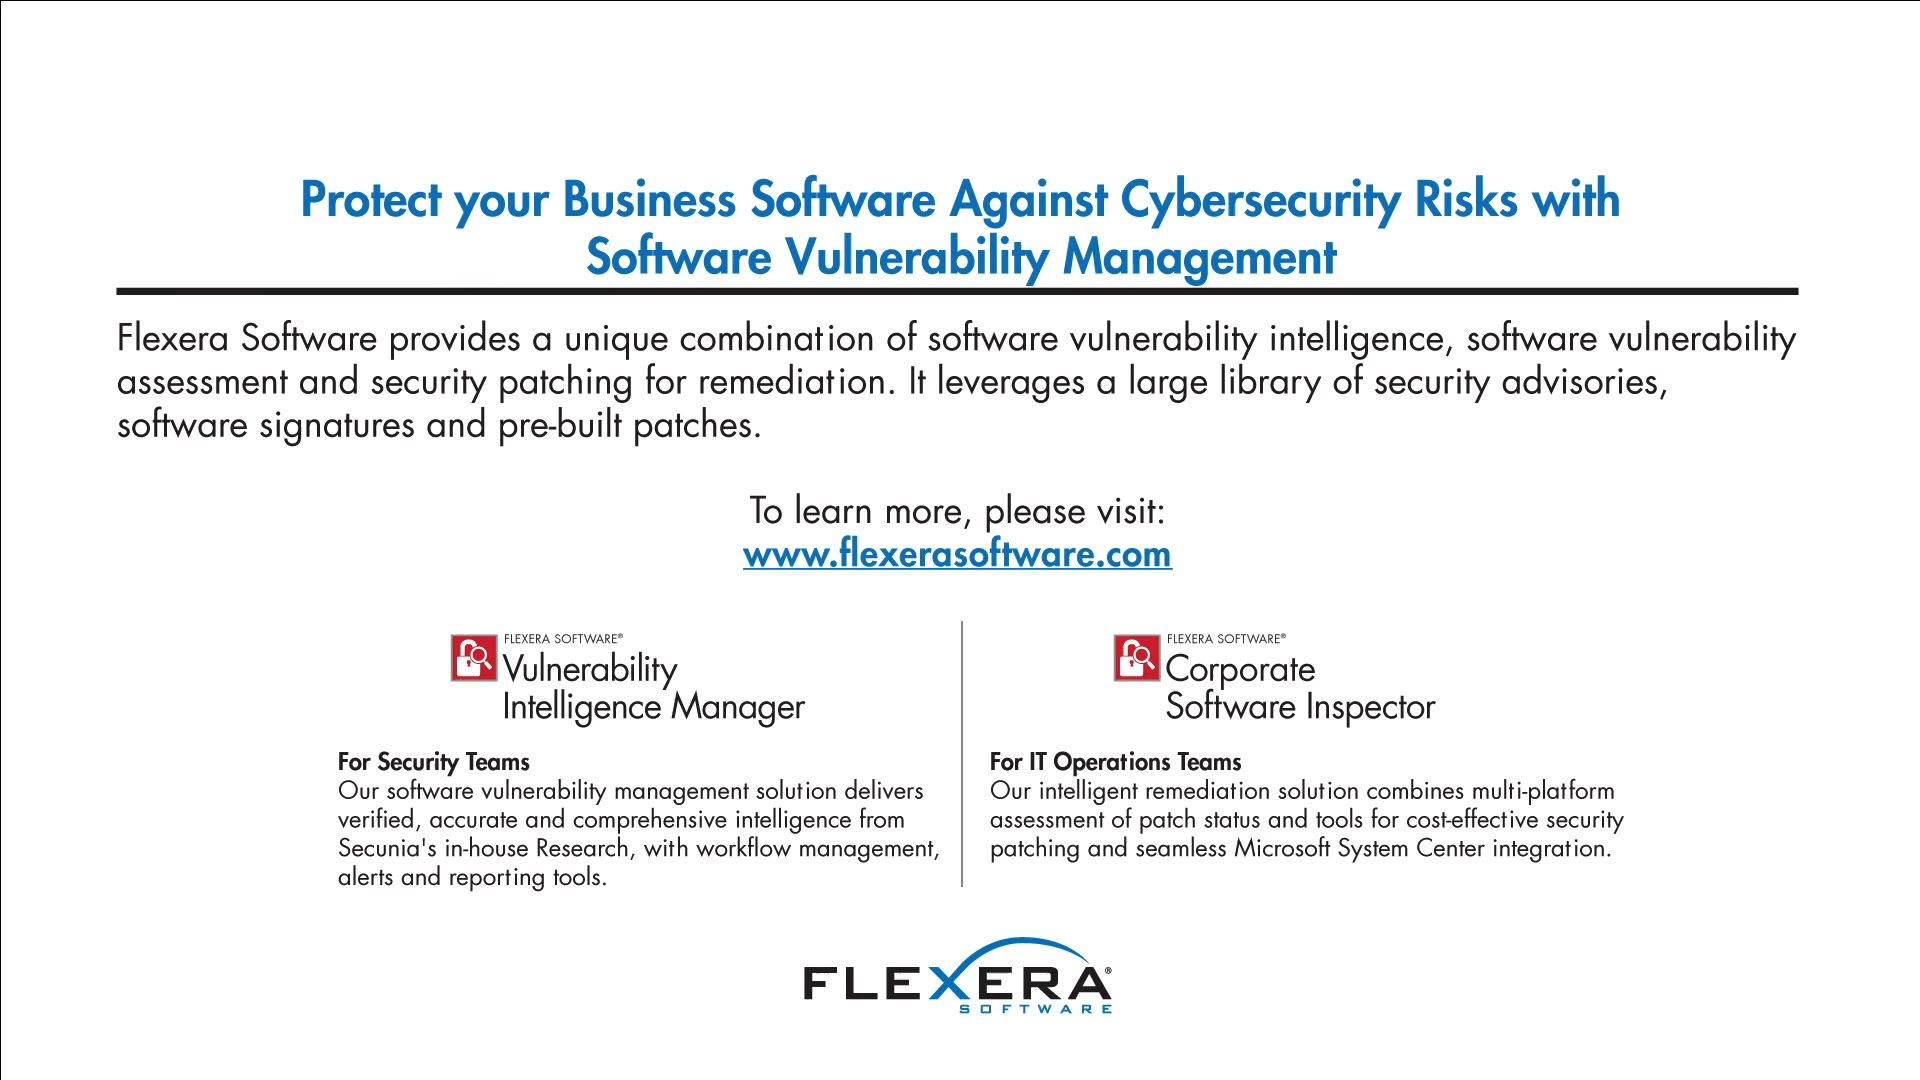 Protect your Business Software Against Cybersecurity Risks with
Software Vulnerability Management
Flexera Software provides a unique combination of software vulnerability intelligence, software vulnerability
assessment and security patching for remediation. It leverages a large library of security advisories,
software signatures and pre-built patches.
To learn more, please visit:
www.flexerasoftware.com
FLEXERA SOFTWARE®
Vulnerability
Intelligence Manager
For Security Teams
Our software vulnerability management solution delivers
verified, accurate and comprehensive intelligence from
Secunia's in-house Research, with workflow management,
alerts and reporting tools.
FLEXERA SOFTWARE®
Corporate
Software Inspector
For IT Operations Teams
Our intelligent remediation solution combines multi-platform
assessment of patch status and tools for cost-effective security
patching and seamless Microsoft System Center integration.
FLEXERA®
SOFTWARE